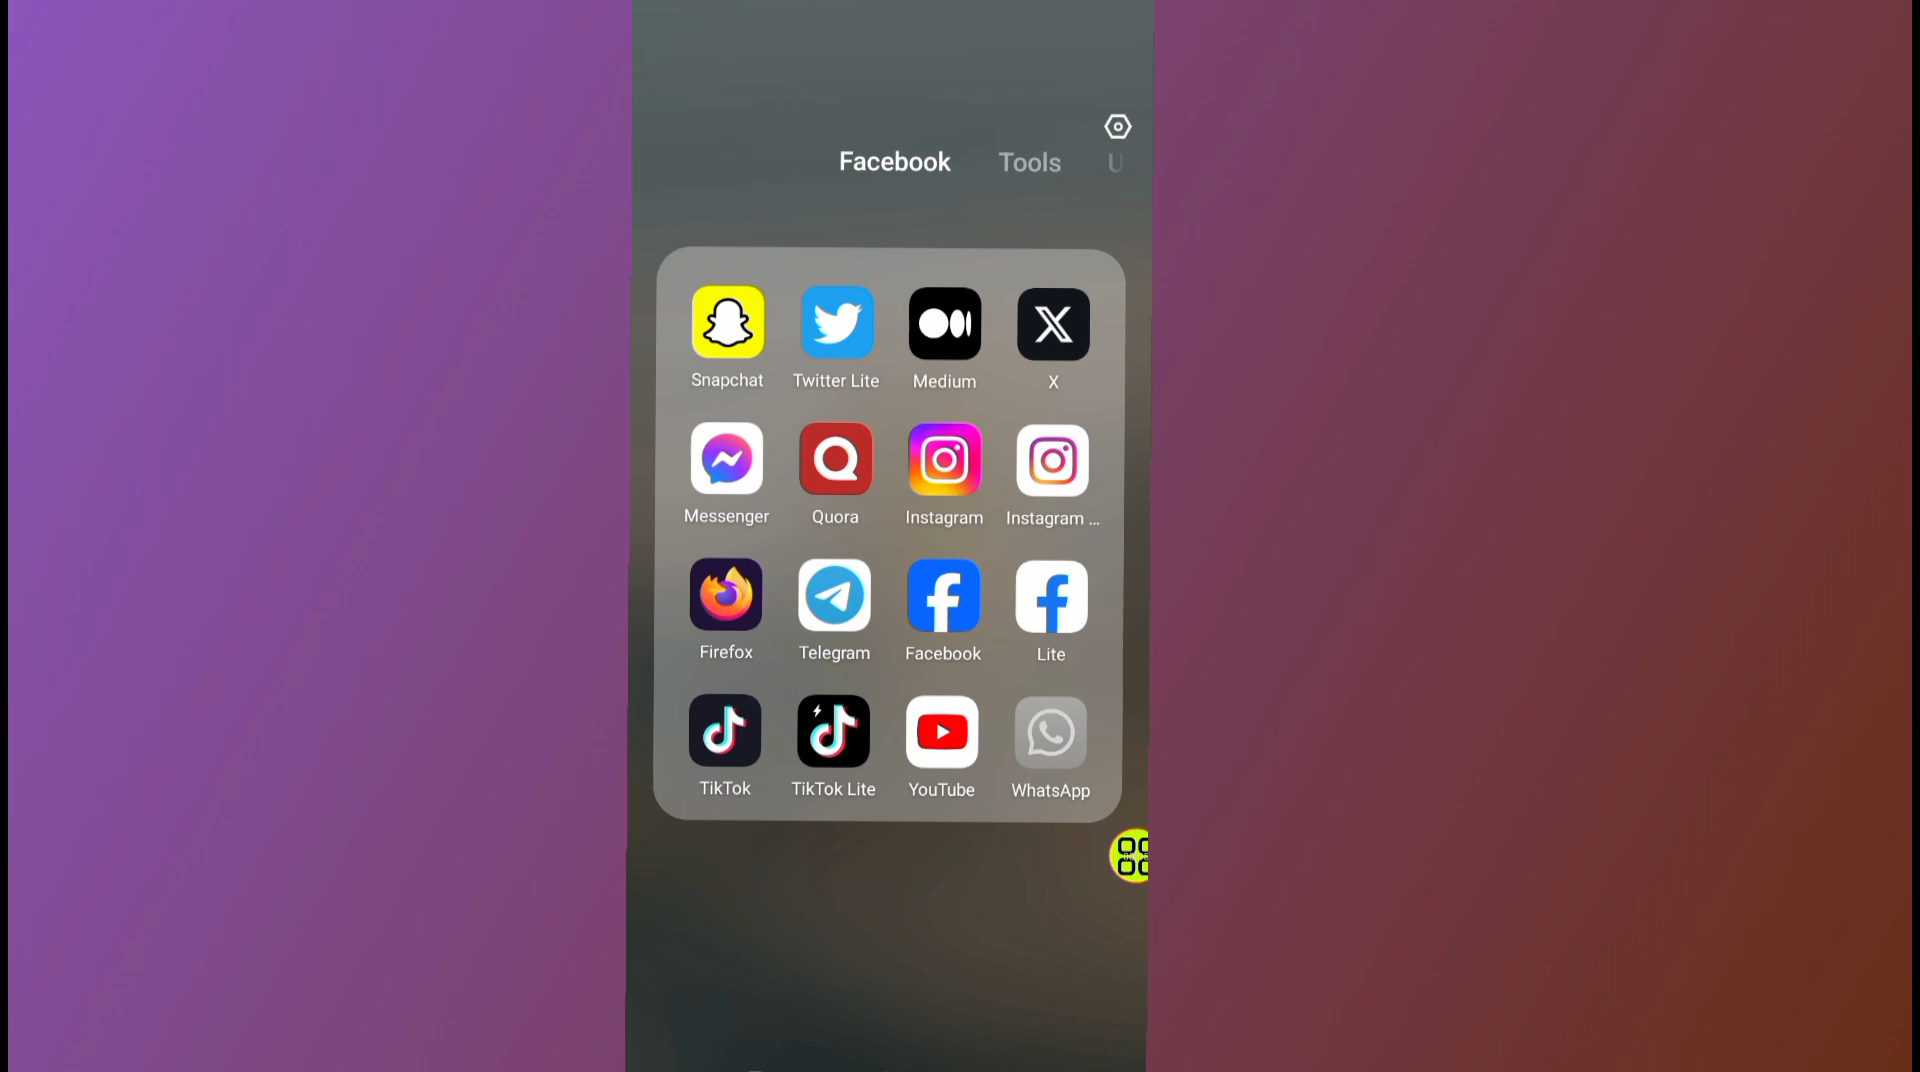 Facebook Tools U
Snapchat Twitter Lite Medium X
Messenger Quora Instagram Instagram ...
Firefox Telegram Facebook Lite
TikTok TikTok Lite YouTube WhatsApp